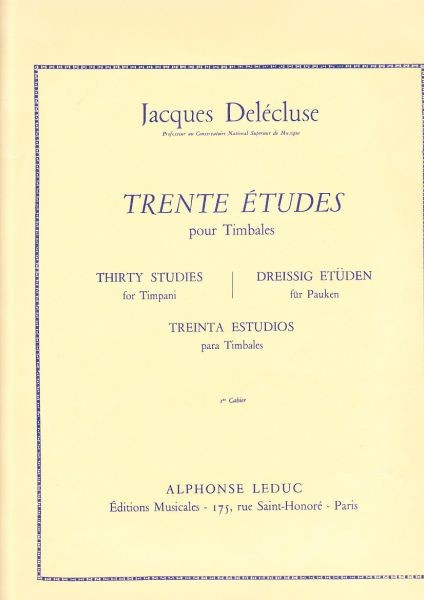 Jacques Delécluse
Professeur au Conservatoire National Supérieur de Musique
TRENTE ÉTUDES
pour Timbales
THIRTY STUDIES
for Timpani
DREISSIG ETÜDEN
für Pauken
TREINTA ESTUDIOS
para Timbales
1er Cahier
ALPHONSE LEDUC
Éditions Musicales - 175, rue Saint-Honoré - Paris